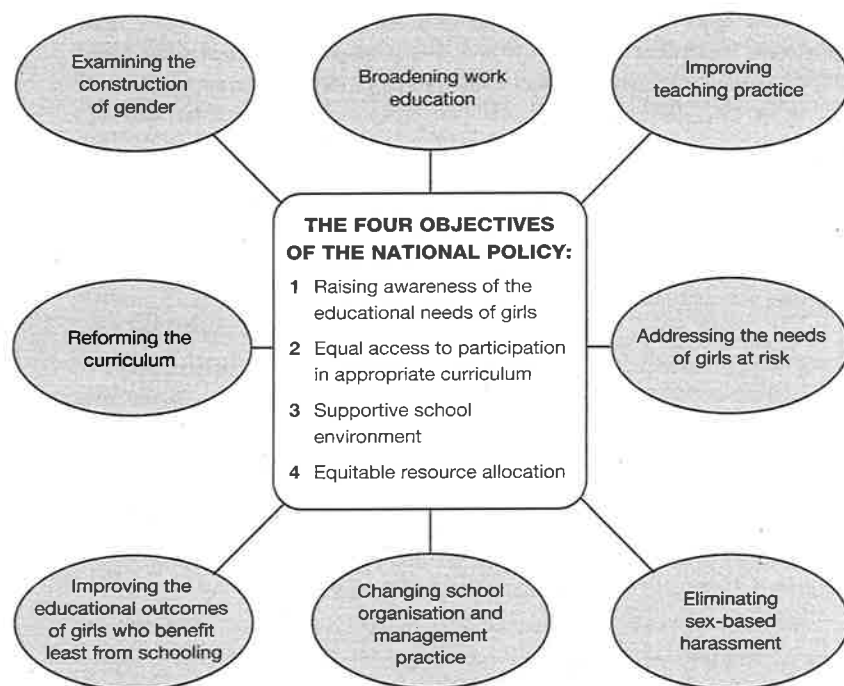 Examining the
construction
of gender
Broadening work
education
Improving
teaching practice
THE FOUR OBJECTIVES
OF THE NATIONAL POLICY:
1 Raising awareness of the
educational needs of girls
2 Equal access to participation
in appropriate curriculum
3 Supportive school
environment
4 Equitable resource allocation
Reforming the
curriculum
Addressing the needs
of girls at risk
Improving the
educational outcomes
of girls who benefit
least from schooling
Changing school
organisation and
management
practice
Eliminating
sex-based
harassment